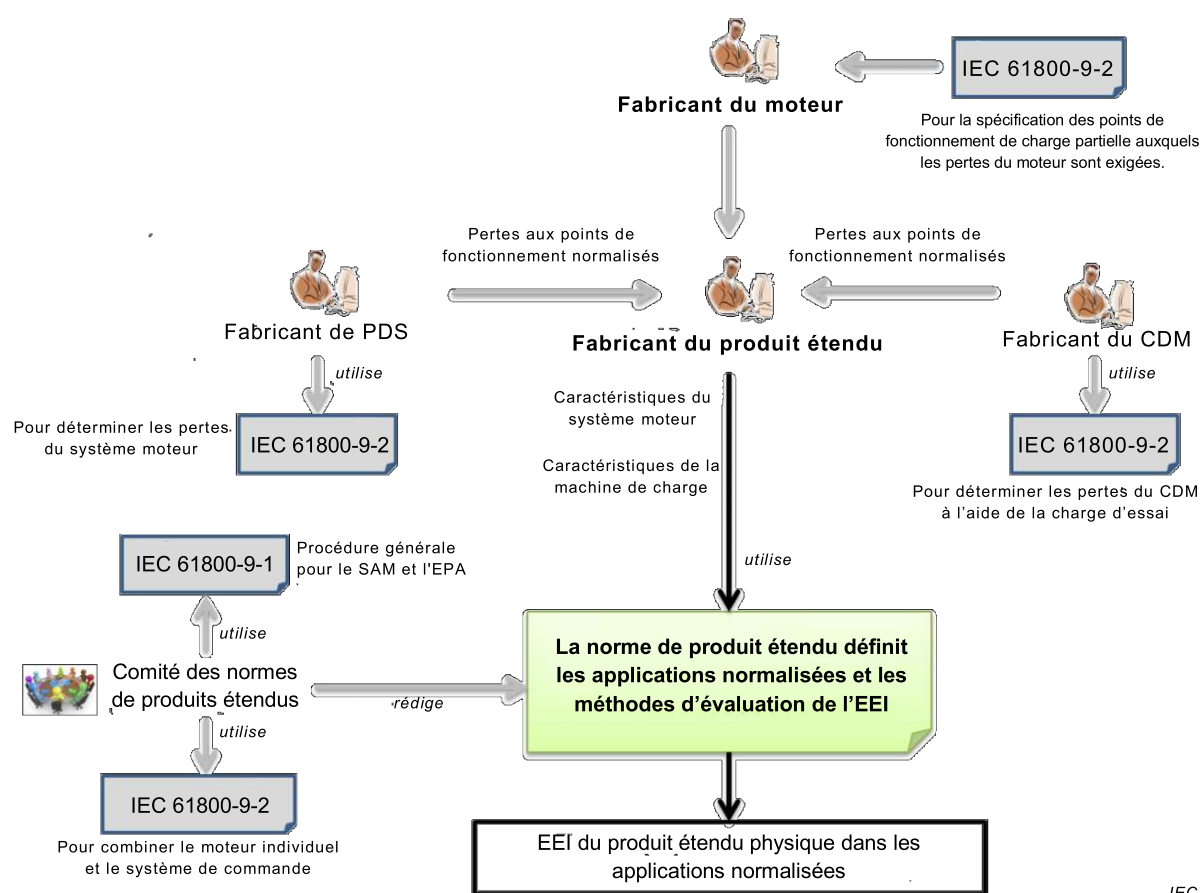 IEC 61800-9-2
Fabricant du moteur
Pour la spécification des points de
fonctionnement de charge partielle auxquels
les pertes du moteur sont exigées.
Pertes aux points de
fonctionnement normalisés
Pertes aux points de
fonctionnement normalisés
Fabricant de PDS
Fabricant du produit étendu
Fabricant du CDM
utilise
utilise
Pour déterminer les pertes
du système moteur
IEC 61800-9-2
Caractéristiques du
système moteur
Caractéristiques de la
machine de charge
IEC 61800-9-2
Pour déterminer les pertes du CDM
à l'aide de la charge d'essai
IEC 61800-9-1
Procédure générale
pour le SAM et l'EPA
utilise
utilise
Comité des normes
de produits étendus
rédige
La norme de produit étendu définit
les applications normalisées et les
méthodes d'évaluation de l'EEI
utilise
IEC 61800-9-2
Pour combiner le moteur individuel
et le système de commande
EEI du produit étendu physique dans les
applications normalisées
IEC